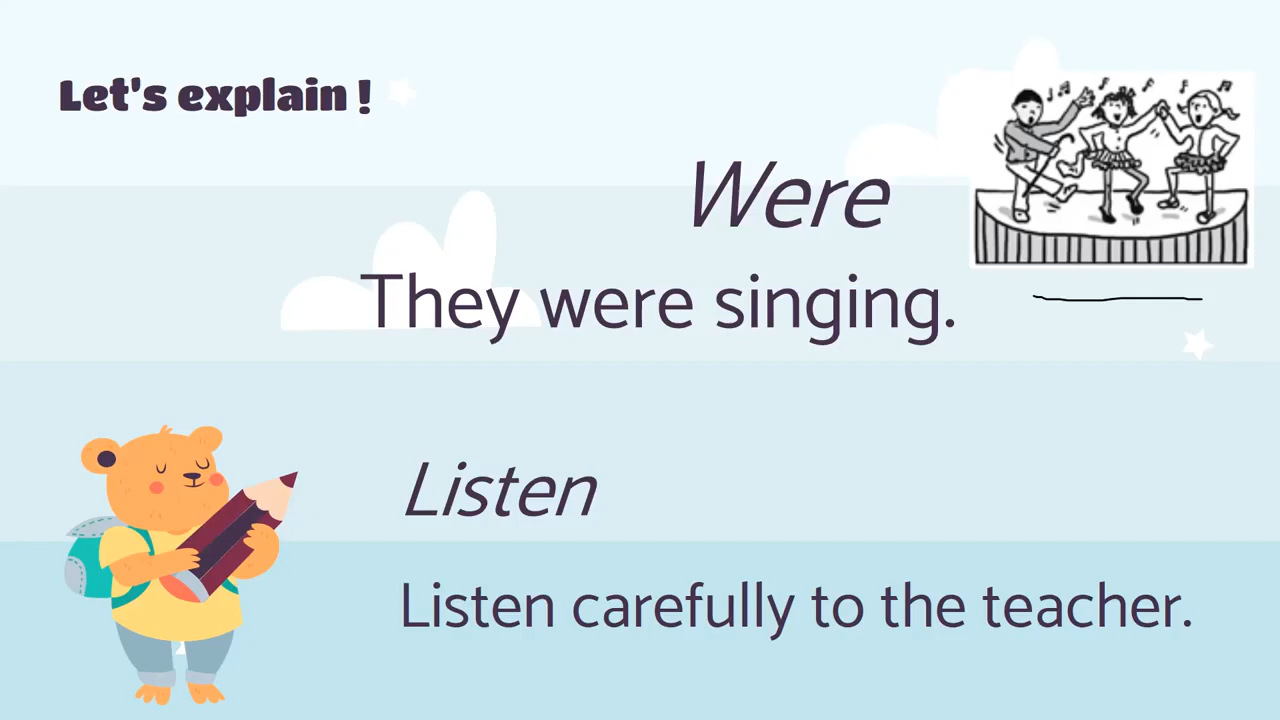 Let's explain !
Were
They were singing.
Listen
Listen carefully to the teacher.